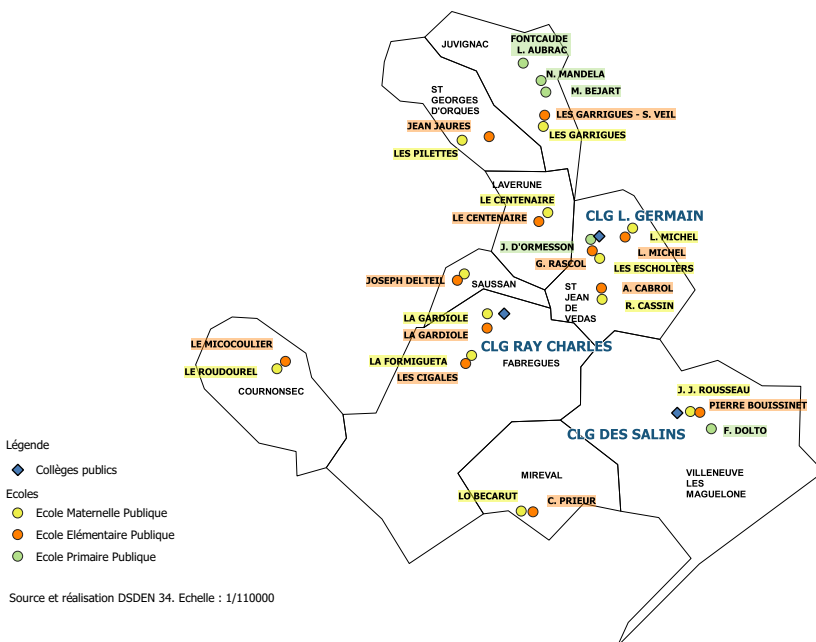 FONTCAUDE
L. AUBRAC
JUVIGNAC
N. MANDELA
M. BEJART
ST
GEORGES
D'ORQUES
LES GARRIGUES - S. VEIL
JEAN JAURES
LES GARRIGUES
LES PILETTES
LAVERUNE
LE CENTENAIRE
LE CENTENAIRE
CLG L. GERMAIN
L. MICHEL
J. D'ORMESSON
L. MICHEL
G. RASCOL
LES ESCHOLIERS
JOSEPH DELTEIL
SAUSSAN
ST
JEAN
DE
VEDAS
A. CABROL
R. CASSIN
LA GARDIOLE
LA GARDIOLE
CLG RAY CHARLES
LE MICOCOULIER
LA FORMIGUETA
FABREGUES
LE ROUDOUREL
LES CIGALES
COURNONSEC
J. J. ROUSSEAU
PIERRE BOUISSINET
CLG DES SALINS
F. DOLTO
MIREVAL
VILLENEUVE
LES
MAGUELONE
LO BECARUT
C. PRIEUR
Légende
Collèges publics
Ecoles
Ecole Maternelle Publique
Ecole Elémentaire Publique
Ecole Primaire Publique
Source et réalisation DSDEN 34. Echelle : 1/110000